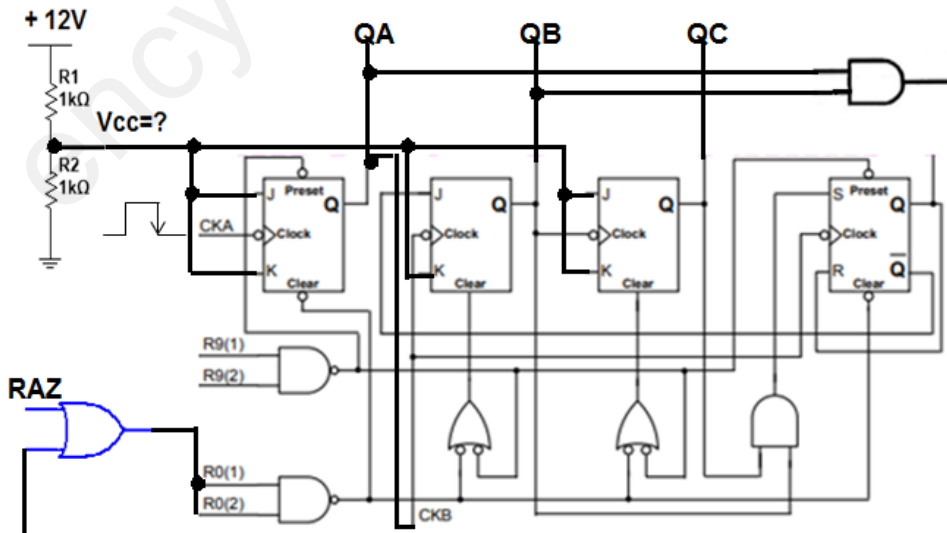 + 12V
QA
QB
QC
R1
1kΩ
Vcc=?
R2
1kΩ
Preset
J
Q
CKA
Clock
K
Clear
J
Q
Clock
K
Clear
J
Q
Clock
K
Clear
Preset
S
Q
Clock
R
Q
Clear
R9(1)
R9(2)
RAZ
R0(1)
R0(2)
CKB
ency